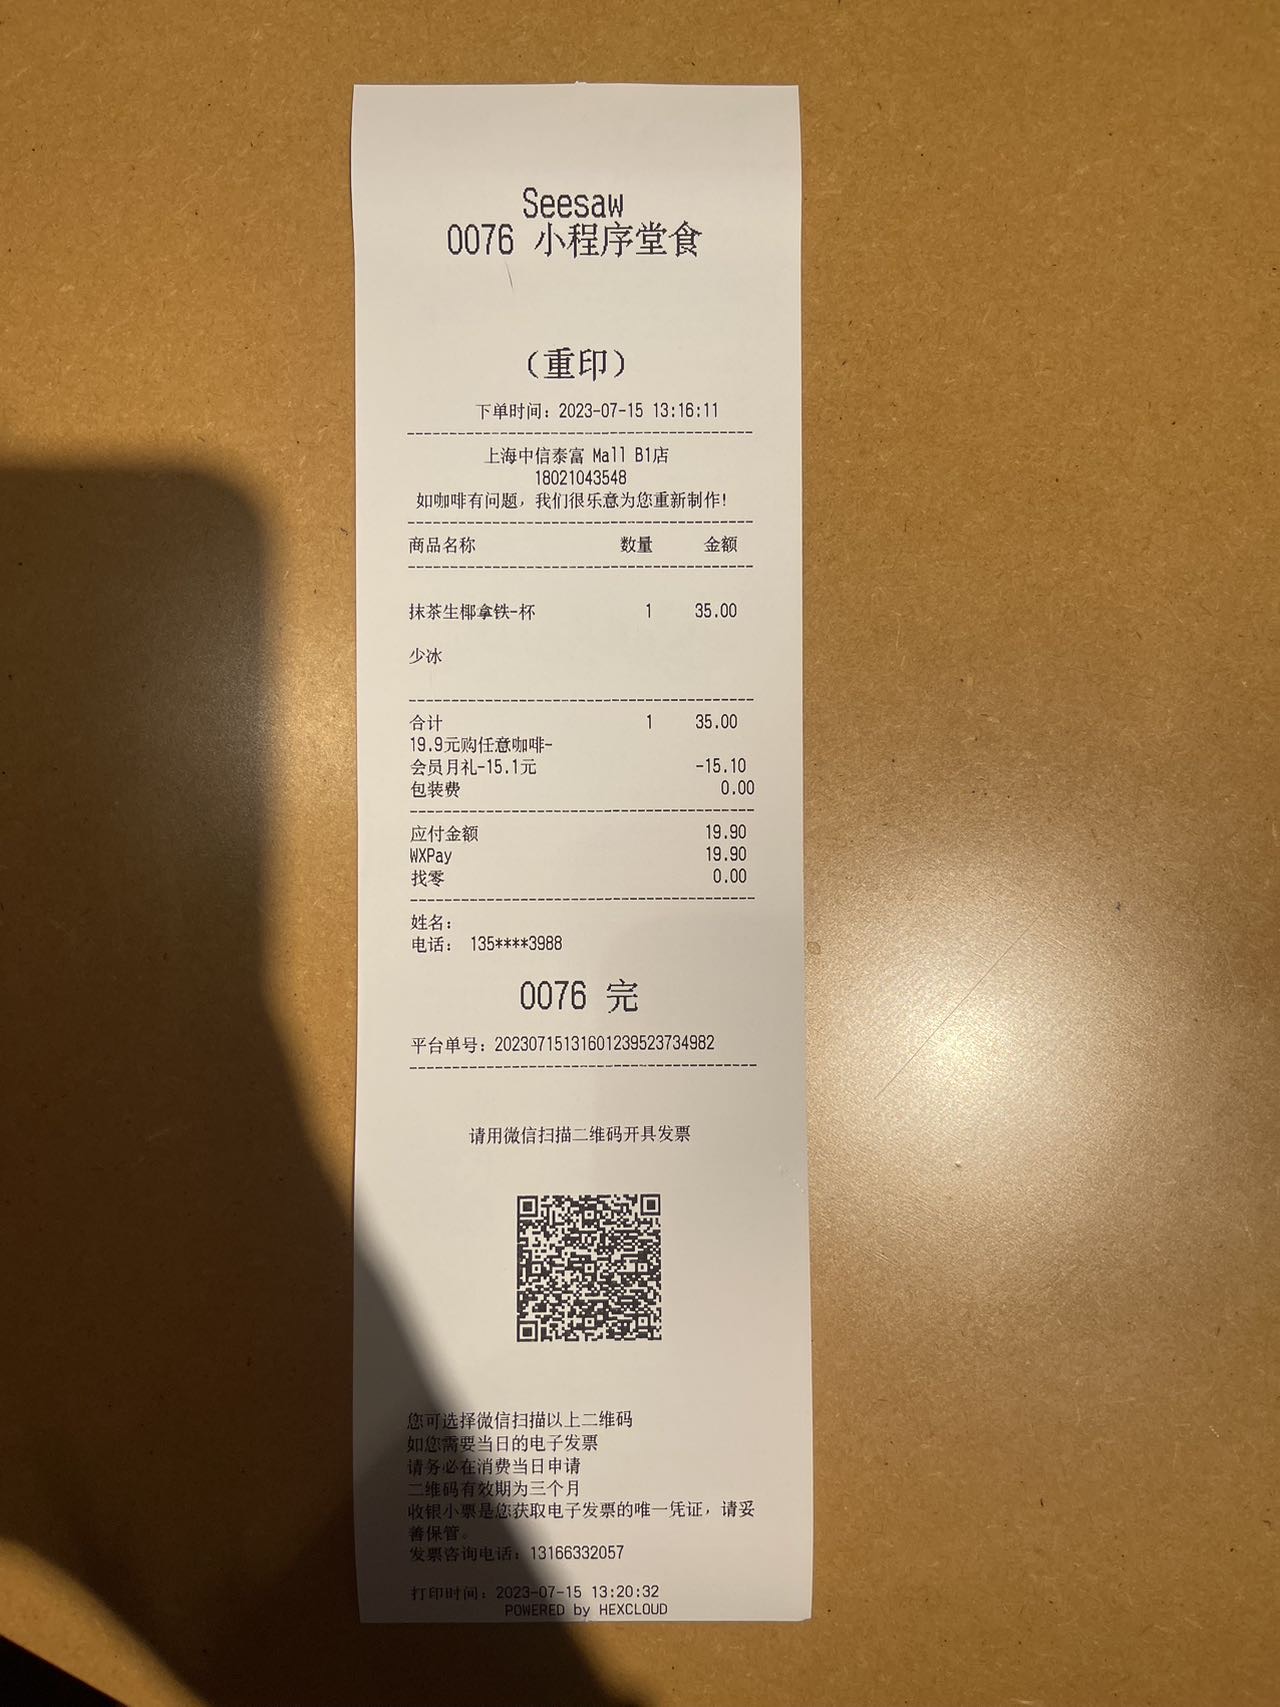 Seesaw
0076 小程序堂食
（重印）
下单时间：2023-07-15 13:16:11
上海中信泰富 Mall B1店
18021043548
如咖啡有问题，我们很乐意为您重新制作!
商品名称 数量 金额
抹茶生椰拿铁-杯 1 35.00
少冰
合计 1 35.00
19.9元购任意咖啡-
会员月礼-15.1元 -15.10
包装费 0.00
应付金额 19.90
WXPay 19.90
找零 0.00
姓名：
电话： 135****3988
0076 完
平台单号：20230715131601239523734982
请用微信扫描二维码开具发票
您可选择微信扫描以上二维码
如您需要当日的电子发票
请务必在消费当日申请
二维码有效期为三个月
收银小票是您获取电子发票的唯一凭证，请妥
善保管。
发票咨询电话：13166332057
打印时间：2023-07-15 13:20:32
POWERED by HEXCLOUD